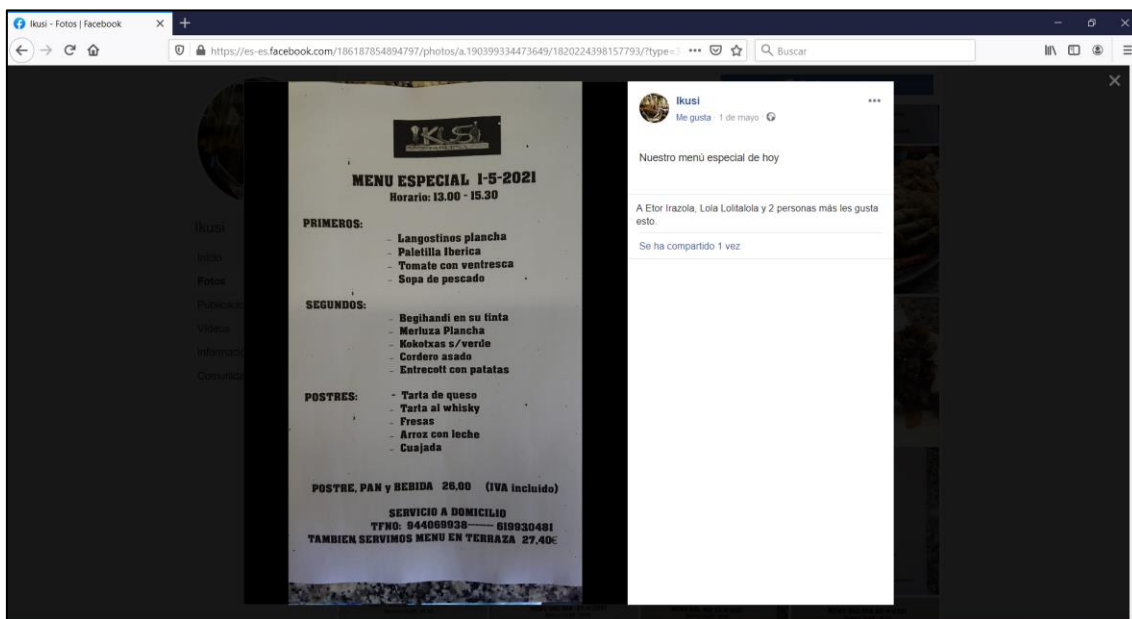 Ikusi - Fotos | Facebook
https://es-es.facebook.com/186187854894797/photos/a.190399334473649/1820224398157793/?type=3
Buscar
Ikusi
Inicio
Fotos
Vídeos
IKUSI
MENU ESPECIAL 1-5-2021
Horario: 13.00 - 15.30
PRIMEROS:
- Langostinos plancha
- Paletilla Iberica
- Tomate con ventresca
- Sopa de pescado
SEGUNDOS:
- Begihandi en su tinta
- Merluza Plancha
- Kokotxas s/verde
- Cordero asado
- Entrecott con patatas
POSTRES:
- Tarta de queso
- Tarta al whisky
- Fresas
- Arroz con leche
- Cuajada
POSTRE, PAN y BEBIDA 26,00 (IVA incluido)
SERVICIO A DOMICILIO
TFNO: 944069938------ 619930481
TAMBIEN SERVIMOS MENU EN TERRAZA 27,40€
Ikusi
Me gusta · 1 de mayo ·
Nuestro menú especial de hoy
A Etor Irazola, Lola Lolitalola y 2 personas más les gusta
esto.
Se ha compartido 1 vez